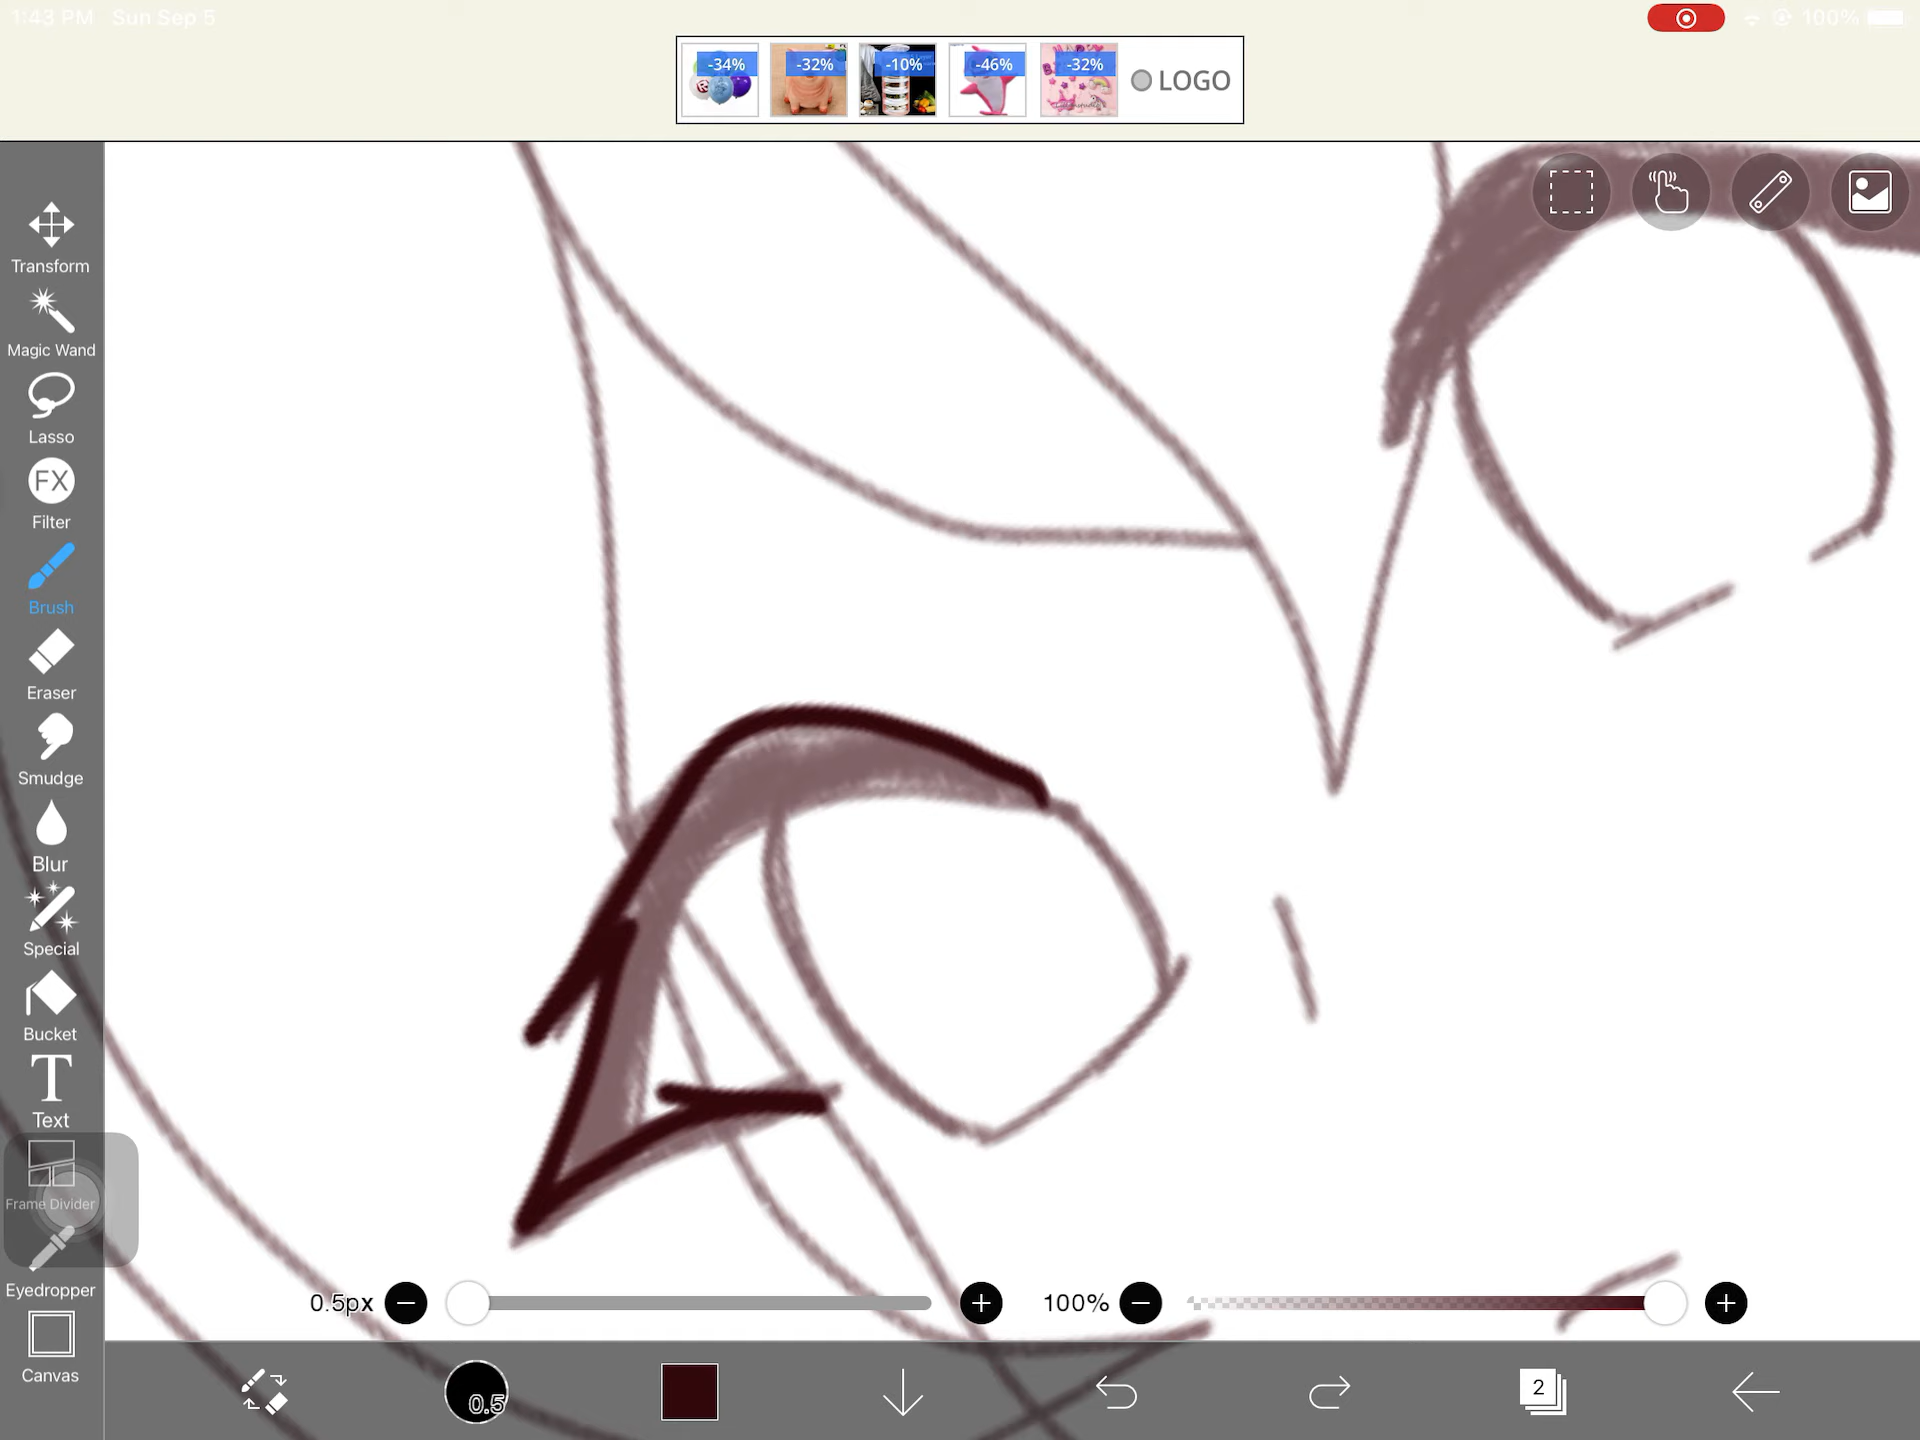 1:43 PM Sun Sep 5
100%
-34% -32% -10% -46% -32% LOGO
Transform
Magic Wand
Lasso
FX
Filter
Brush
Eraser
Smudge
Blur
Special
Bucket
T
Text
Frame Divider
Eyedropper
Canvas
0.5px 100%
0.5 2